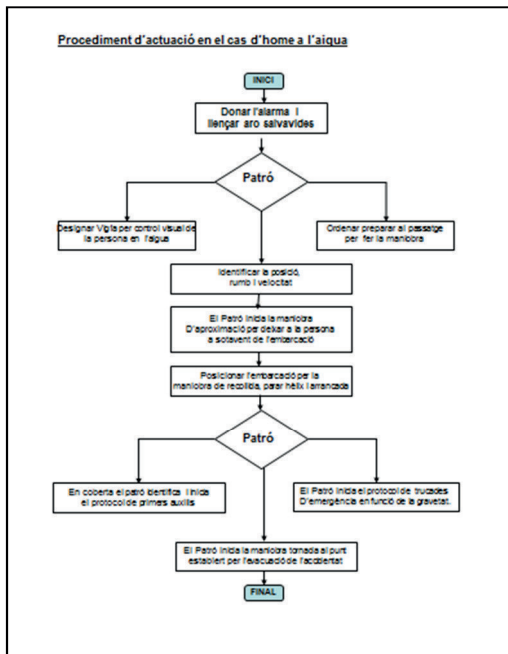 Procediment d'actuació en el cas d'home a l'aigua
INICI
Donar l'alarma i
llençar aro salvavides
Patró
Designar Vigía per control visual de
la persona en l'aigua
Ordenar preparar al passatge
per fer la maniobra
Identificar la posició,
rumb i velocitat
El Patró inicia la maniobra
D'aproximació per deixar a la persona
a sotavent de l'embarcació
Posicionar l'embarcació per la
maniobra de recollida, parar hèlix i arrancada
Patró
En coberta el patró identifica i inicia
el protocol de primers auxilis
El Patró inicia el protocol de trucades
D'emergència en funció de la gravetat.
El Patró inicia la maniobra tornada al punt
establert per l'evacuació de l'accidentat
FINAL